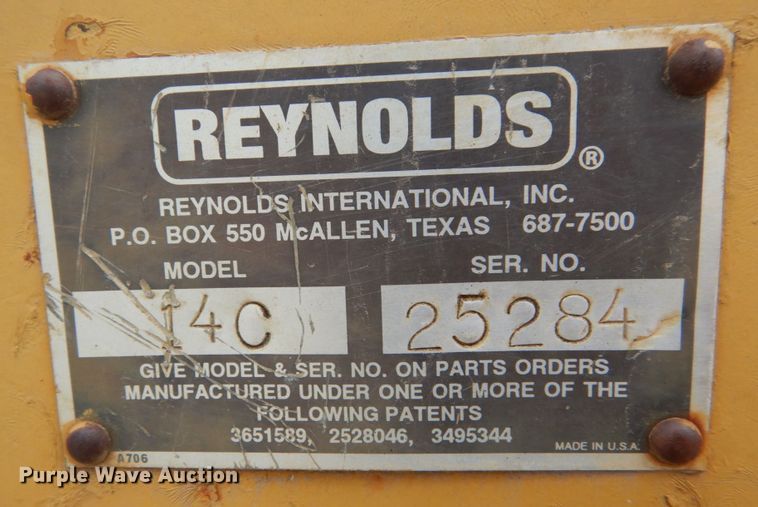 REYNOLDS
®
REYNOLDS INTERNATIONAL, INC.
P.O. BOX 550 McALLEN, TEXAS 687-7500
MODEL SER. NO.
14C 25284
GIVE MODEL & SER. NO. ON PARTS ORDERS
MANUFACTURED UNDER ONE OR MORE OF THE
FOLLOWING PATENTS
3651589, 2528046, 3495344
A706 MADE IN U.S.A.
Purple Wave Auction